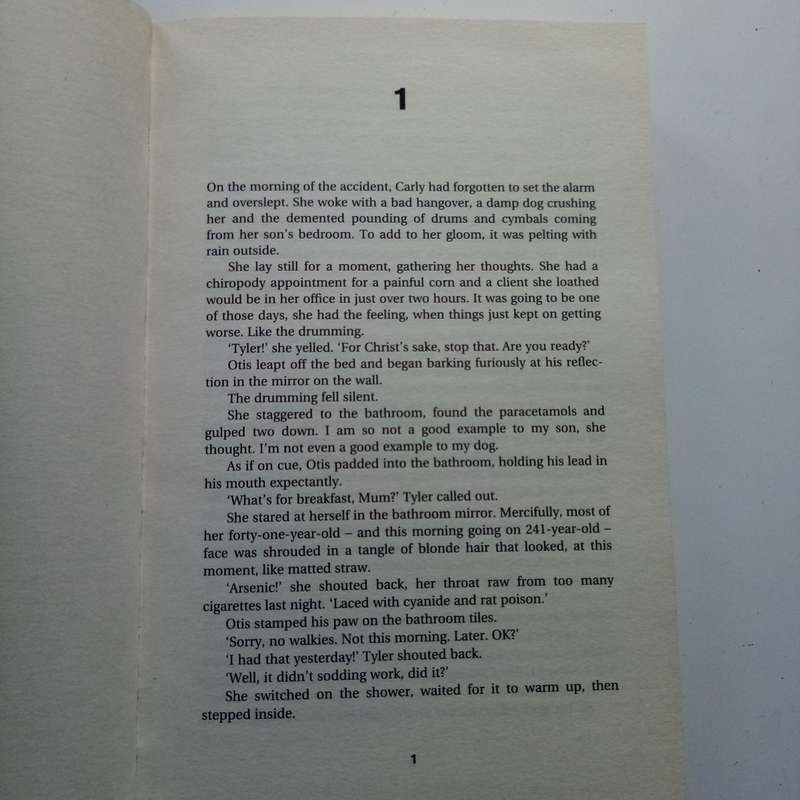 1
On the morning of the accident, Carly had forgotten to set the alarm
and overslept. She woke with a bad hangover, a damp dog crushing
her and the demented pounding of drums and cymbals coming
from her son’s bedroom. To add to her gloom, it was pelting with
rain outside.
She lay still for a moment, gathering her thoughts. She had a
chiropody appointment for a painful corn and a client she loathed
would be in her office in just over two hours. It was going to be one
of those days, she had the feeling, when things just kept on getting
worse. Like the drumming.
‘Tyler!’ she yelled. ‘For Christ’s sake, stop that. Are you ready?’
Otis leapt off the bed and began barking furiously at his reflec-
tion in the mirror on the wall.
The drumming fell silent.
She staggered to the bathroom, found the paracetamols and
gulped two down. I am so not a good example to my son, she
thought. I’m not even a good example to my dog.
As if on cue, Otis padded into the bathroom, holding his lead in
his mouth expectantly.
‘What’s for breakfast, Mum?’ Tyler called out.
She stared at herself in the bathroom mirror. Mercifully, most of
her forty-one-year-old – and this morning going on 241-year-old –
face was shrouded in a tangle of blonde hair that looked, at this
moment, like matted straw.
‘Arsenic!’ she shouted back, her throat raw from too many
cigarettes last night. ‘Laced with cyanide and rat poison.’
Otis stamped his paw on the bathroom tiles.
‘Sorry, no walkies. Not this morning. Later. OK?’
‘I had that yesterday!’ Tyler shouted back.
‘Well, it didn’t sodding work, did it?’
She switched on the shower, waited for it to warm up, then
stepped inside.
1